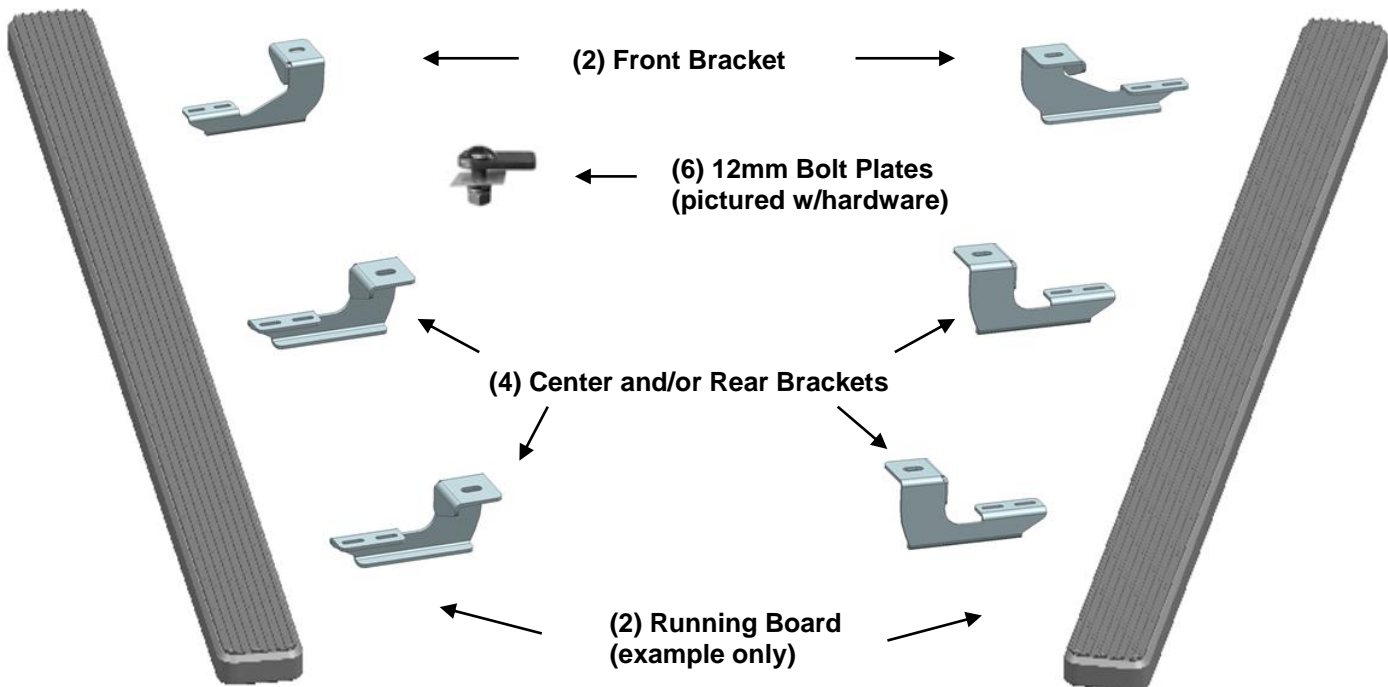 (2) Front Bracket
(6) 12mm Bolt Plates
(pictured w/hardware)
(4) Center and/or Rear Brackets
(2) Running Board
(example only)